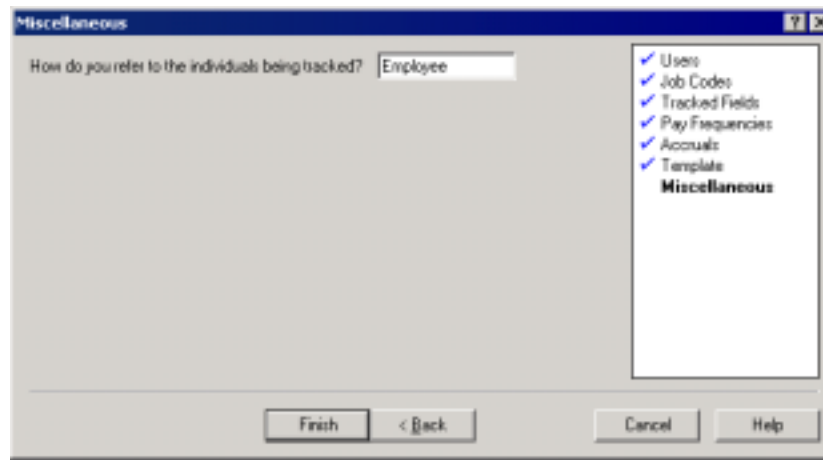 Miscellaneous
How do you refer to the individuals being tracked? Employee
Users
Job Codes
Tracked Fields
Pay Frequencies
Accruals
Template
Miscellaneous
Finish < Back Cancel Help